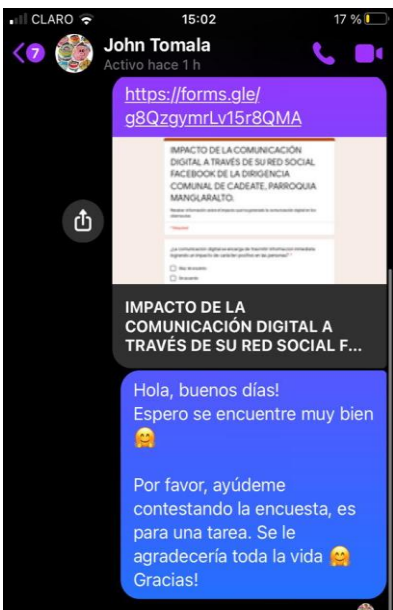 CLARO 15:02 17 %
7 John Tomala
Activo hace 1 h
https://forms.gle/
g8QzgymrLv15r8QMA
IMPACTO DE LA COMUNICACIÓN
DIGITAL A TRAVÉS DE SU RED SOCIAL
FACEBOOK DE LA DIRIGENCIA
COMUNAL DE CADEATE, PARROQUIA
MANGLARALTO.
IMPACTO DE LA
COMUNICACIÓN DIGITAL A
TRAVÉS DE SU RED SOCIAL F...
Hola, buenos días!
Espero se encuentre muy bien
🤗
Por favor, ayúdeme
contestando la encuesta, es
para una tarea. Se le
agradecería toda la vida 🤗
Gracias!